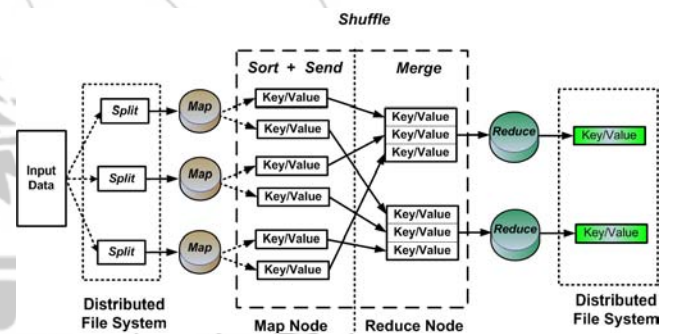 Shuffle
Sort + Send
Merge
Input
Data
Split
Split
Split
Map
Map
Map
Key/Value
Key/Value
Key/Value
Key/Value
Key/Value
Key/Value
Key/Value
Key/Value
Key/Value
Key/Value
Key/Value
Key/Value
Reduce
Reduce
Key/Value
Key/Value
Distributed
File System
Map Node
Reduce Node
Distributed
File System